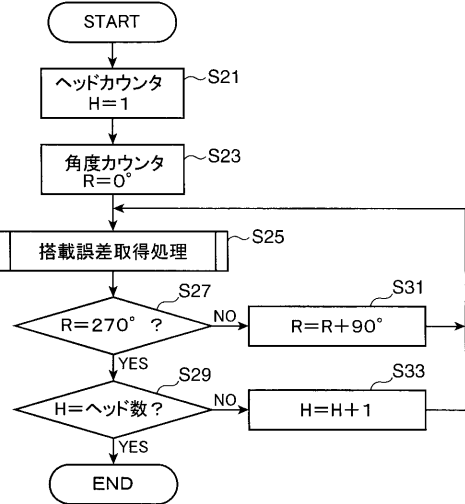 START
ヘッドカウンタ
H=1
S21
角度カウンタ
R=0°
S23
搭載誤差取得処理
S25
R=270° ?
S27
NO
R=R+90°
S31
YES
H=ヘッド数?
S29
NO
H=H+1
S33
YES
END